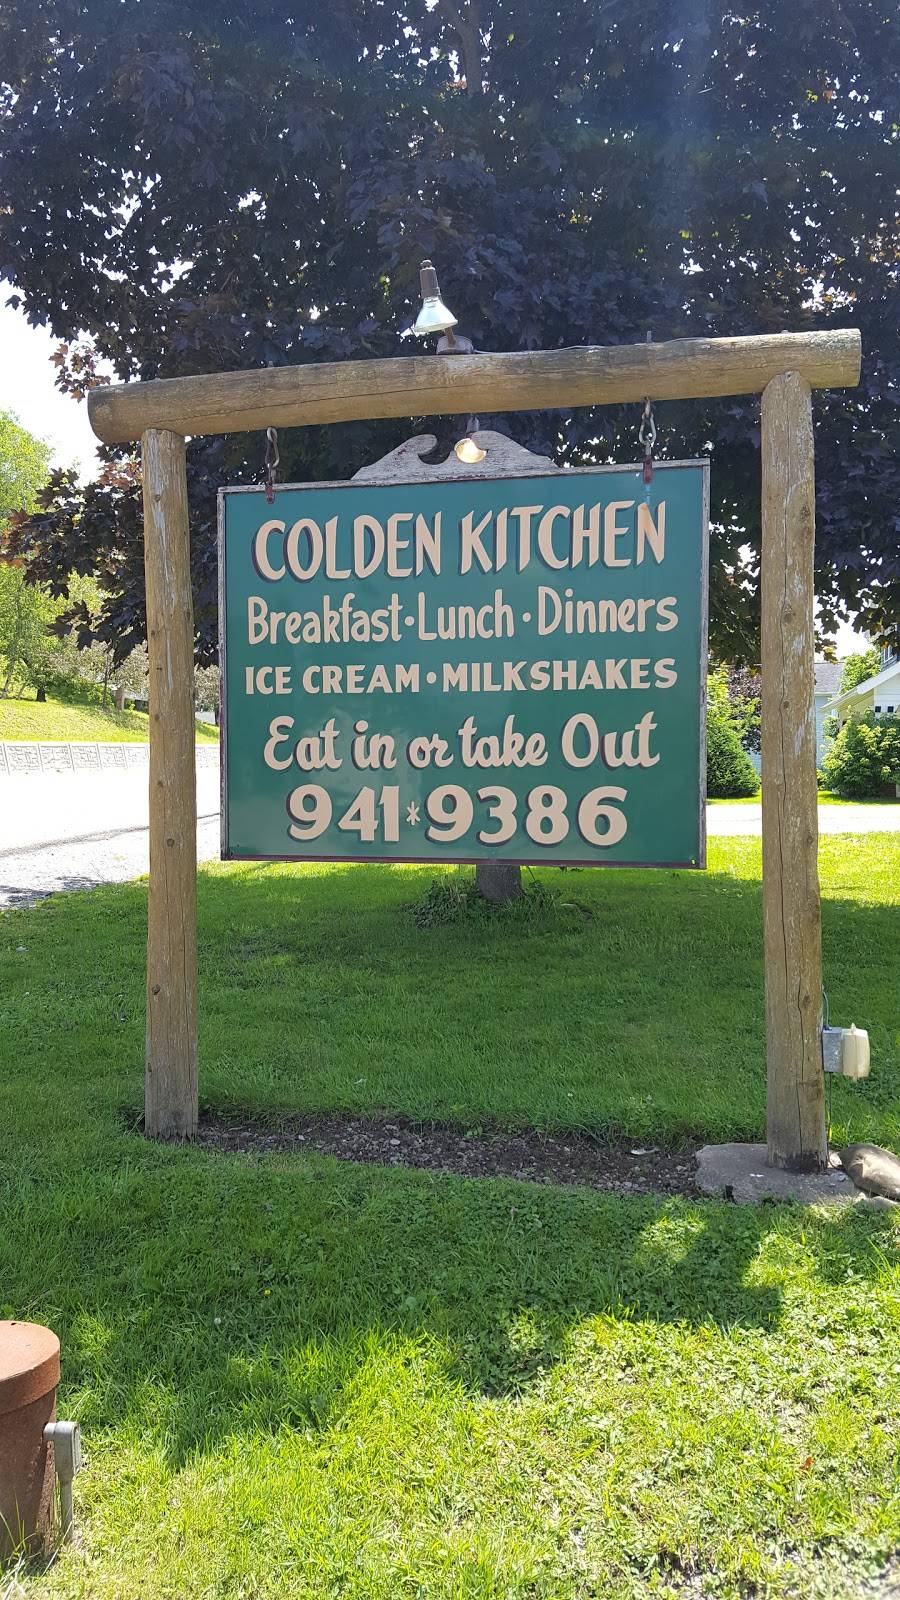 COLDEN KITCHEN
Breakfast·Lunch·Dinners
ICE CREAM·MILKSHAKES
Eat in or take Out
941*9386